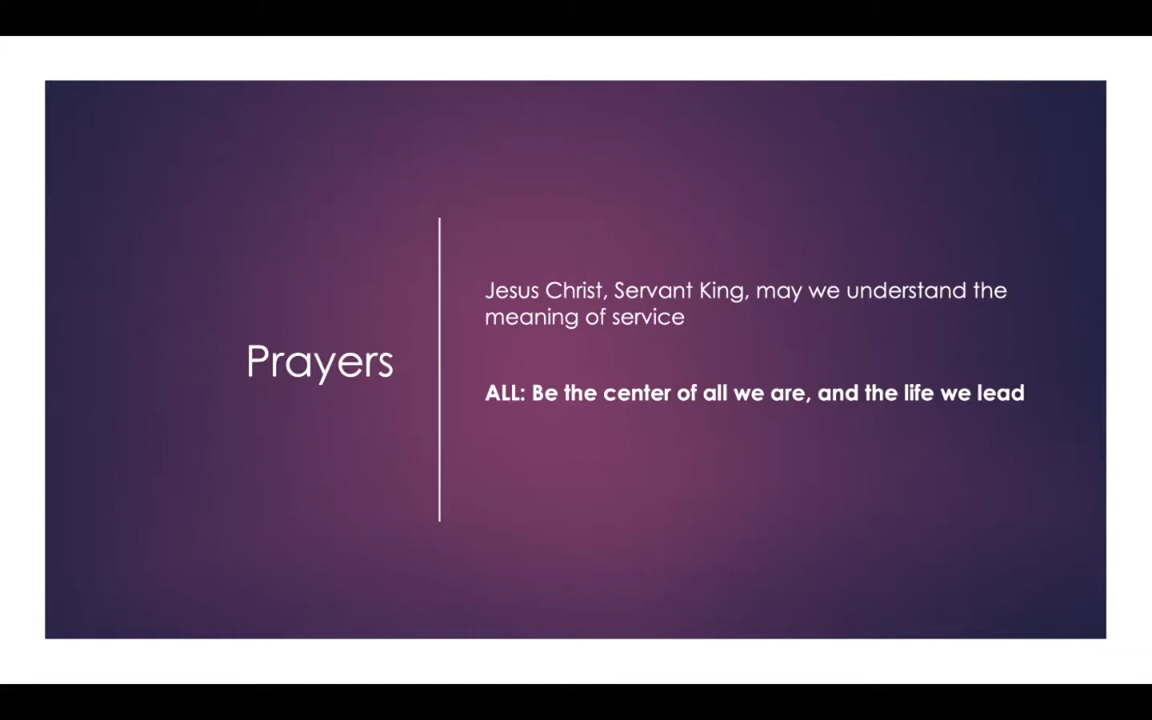 Prayers
Jesus Christ, Servant King, may we understand the
meaning of service
ALL: Be the center of all we are, and the life we lead